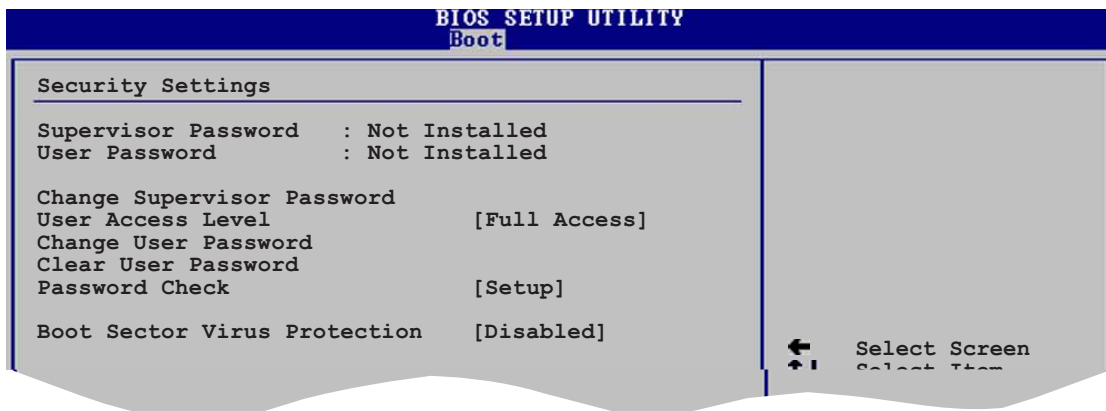 BIOS SETUP UTILITY
Boot
Security Settings
Supervisor Password : Not Installed
User Password : Not Installed
Change Supervisor Password
User Access Level [Full Access]
Change User Password
Clear User Password
Password Check [Setup]
Boot Sector Virus Protection [Disabled]
← Select Screen
Select Item